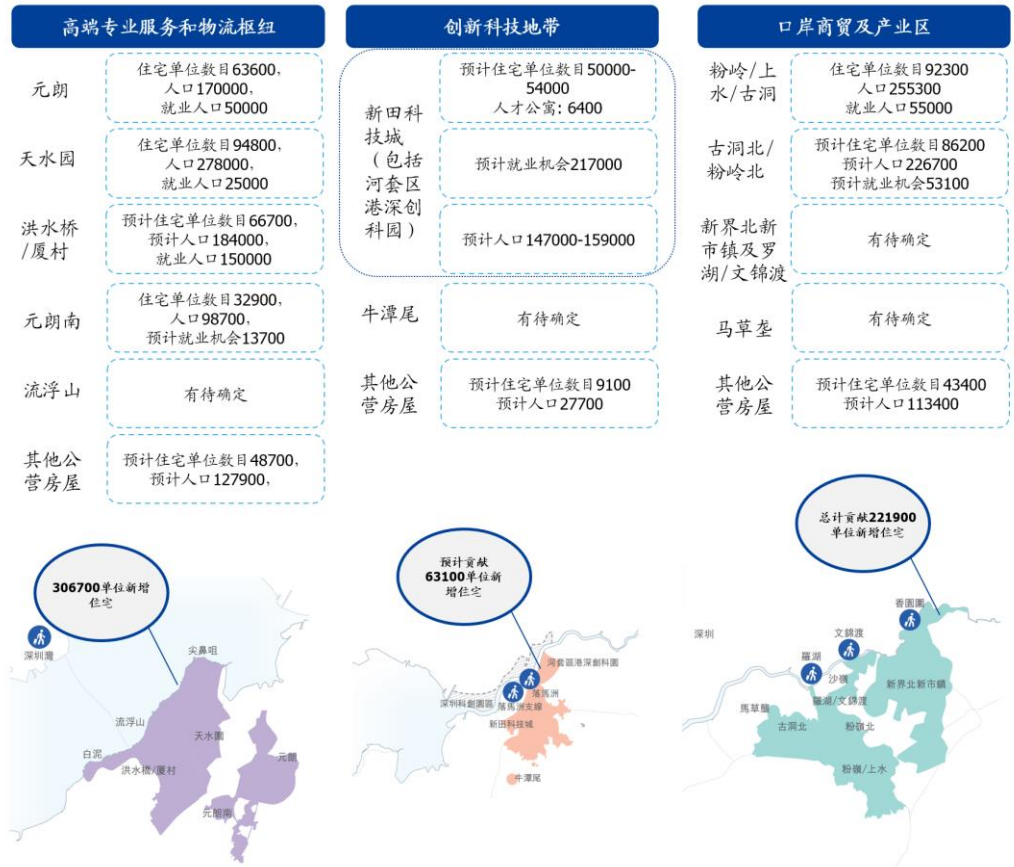 高端专业服务和物流枢纽
元朗
住宅单位数目63600,
人口170000,
就业人口50000
天水园
住宅单位数目94800,
人口278000,
就业人口25000
洪水桥
/厦村
预计住宅单位数目66700,
预计人口184000,
就业人口150000
元朗南
住宅单位数目32900,
人口98700,
预计就业机会13700
流浮山
有待确定
其他公
营房屋
预计住宅单位数目48700,
预计人口127900,
创新科技地带
新田科
技城
（包括
河套区
港深创
科园）
预计住宅单位数目50000-
54000
人才公寓: 6400
预计就业机会217000
预计人口147000-159000
牛潭尾
有待确定
其他公
营房屋
预计住宅单位数目9100
预计人口27700
口岸商贸及产业区
粉岭/上
水/古洞
住宅单位数目92300
人口255300
就业人口55000
古洞北/
粉岭北
预计住宅单位数目86200
预计人口226700
预计就业机会53100
新界北新
市镇及罗
湖/文锦渡
有待确定
马草垄
有待确定
其他公
营房屋
预计住宅单位数目43400
预计人口113400
306700单位新增
住宅
深圳灣
尖鼻咀
流浮山
天水園
白泥
洪水橋/厦村
元朗
元朗南
预计贡献
63100单位新
增住宅
河套區港深創科園
落馬洲
深圳科創園區
落馬洲支線
新田科技城
牛潭尾
总计贡献221900
单位新增住宅
香園圍
深圳
文錦渡
羅湖
沙嶺
新界北新市鎮
馬草壟
羅湖/文錦渡
古洞北
粉嶺北
粉嶺/上水